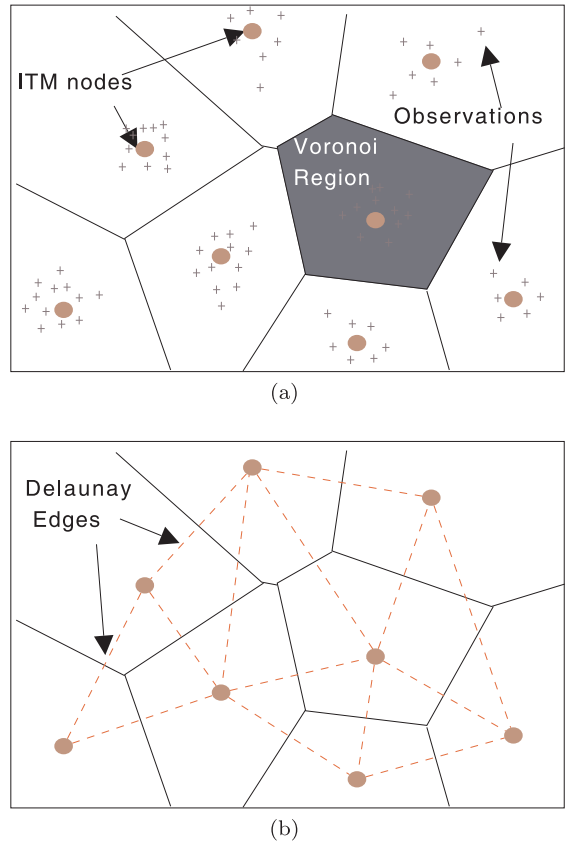 ITM nodes
Observations
Voronoi
Region
(a)
Delaunay
Edges
(b)